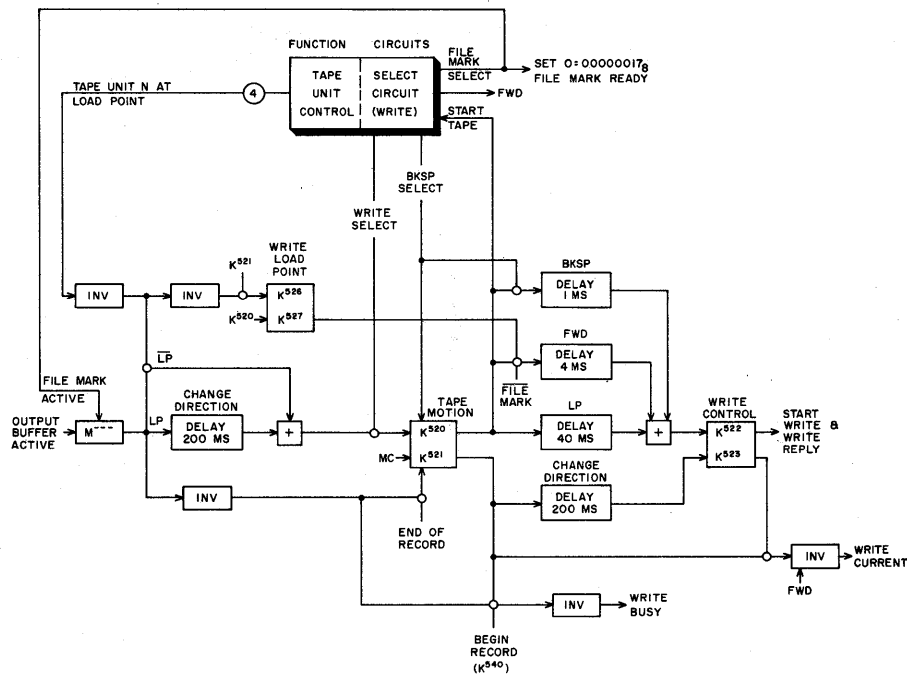 FUNCTION CIRCUITS
TAPE UNIT CONTROL
SELECT CIRCUIT (WRITE)
FILE MARK SELECT
SET O=00000017₈
FILE MARK READY
FWD
START TAPE
TAPE UNIT N AT LOAD POINT
4
BKSP SELECT
WRITE SELECT
WRITE LOAD POINT
K⁵²¹
INV
INV
K⁵²⁶
K⁵²⁰
K⁵²⁷
BKSP
DELAY 1 MS
FWD
DELAY 4 MS
F̅I̅L̅E̅ MARK
L̅P̅
FILE MARK ACTIVE
OUTPUT BUFFER ACTIVE
M---
LP
CHANGE DIRECTION
DELAY 200 MS
+
TAPE MOTION
K⁵²⁰
MC
K⁵²¹
LP
DELAY 40 MS
+
WRITE CONTROL
K⁵²²
K⁵²³
START WRITE & WRITE REPLY
CHANGE DIRECTION
DELAY 200 MS
INV
END OF RECORD
INV
WRITE CURRENT
FWD
INV
WRITE BUSY
BEGIN RECORD (K⁵⁴⁰)